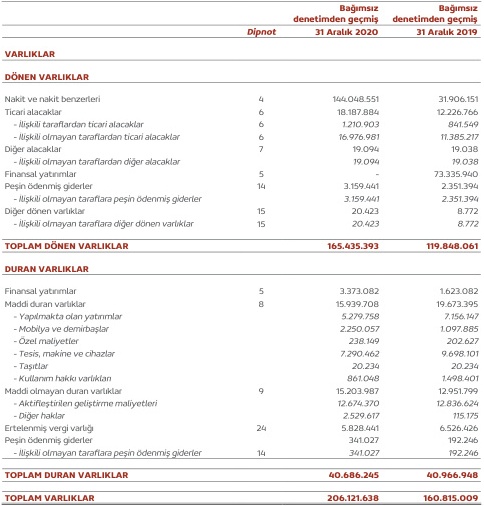 Bağımsız Bağımsız
denetimden geçmiş denetimden geçmiş
Dipnot 31 Aralık 2020 31 Aralık 2019
VARLIKLAR
DÖNEN VARLIKLAR
Nakit ve nakit benzerleri 4 144.048.551 31.906.151
Ticari alacaklar 6 18.187.884 12.226.766
- İlişkili taraflardan ticari alacaklar 6 1.210.903 841.549
- İlişkili olmayan taraflardan ticari alacaklar 6 16.976.981 11.385.217
Diğer alacaklar 7 19.094 19.038
- İlişkili olmayan taraflardan diğer alacaklar 19.094 19.038
Finansal yatırımlar 5 - 73.335.940
Peşin ödenmiş giderler 14 3.159.441 2.351.394
- İlişkili olmayan taraflara peşin ödenmiş giderler 3.159.441 2.351.394
Diğer dönen varlıklar 15 20.423 8.772
- İlişkili olmayan taraflara diğer dönen varlıklar 15 20.423 8.772
TOPLAM DÖNEN VARLIKLAR 165.435.393 119.848.061
DURAN VARLIKLAR
Finansal yatırımlar 5 3.373.082 1.623.082
Maddi duran varlıklar 8 15.939.708 19.673.395
- Yapılmakta olan yatırımlar 5.279.758 7.156.147
- Mobilya ve demirbaşlar 2.250.057 1.097.885
- Özel maliyetler 238.149 202.627
- Tesis, makine ve cihazlar 7.290.462 9.698.101
- Taşıtlar 20.234 20.234
- Kullanım hakkı varlıkları 861.048 1.498.401
Maddi olmayan duran varlıklar 9 15.203.987 12.951.799
- Aktifleştirilen geliştirme maliyetleri 12.674.370 12.836.624
- Diğer haklar 2.529.617 115.175
Ertelenmiş vergi varlığı 24 5.828.441 6.526.426
Peşin ödenmiş giderler 341.027 192.246
- İlişkili olmayan taraflara peşin ödenmiş giderler 14 341.027 192.246
TOPLAM DURAN VARLIKLAR 40.686.245 40.966.948
TOPLAM VARLIKLAR 206.121.638 160.815.009